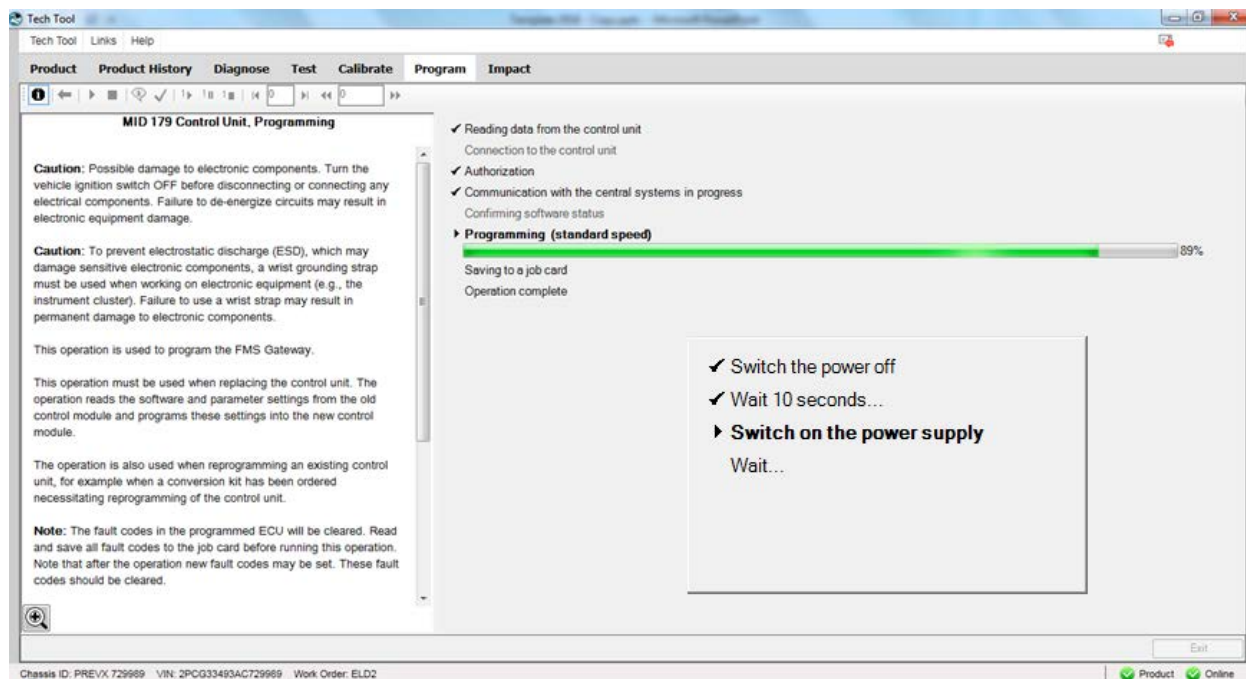 Tech Tool
Tech Tool Links Help
Product Product History Diagnose Test Calibrate Program Impact
0 0
MID 179 Control Unit, Programming
Caution: Possible damage to electronic components. Turn the
vehicle ignition switch OFF before disconnecting or connecting any
electrical components. Failure to de-energize circuits may result in
electronic equipment damage.
Caution: To prevent electrostatic discharge (ESD), which may
damage sensitive electronic components, a wrist grounding strap
must be used when working on electronic equipment (e.g., the
instrument cluster). Failure to use a wrist strap may result in
permanent damage to electronic components.
This operation is used to program the FMS Gateway.
This operation must be used when replacing the control unit. The
operation reads the software and parameter settings from the old
control module and programs these settings into the new control
module.
The operation is also used when reprogramming an existing control
unit, for example when a conversion kit has been ordered
necessitating reprogramming of the control unit.
Note: The fault codes in the programmed ECU will be cleared. Read
and save all fault codes to the job card before running this operation.
Note that after the operation new fault codes may be set. These fault
codes should be cleared.
Reading data from the control unit
Connection to the control unit
Authorization
Communication with the central systems in progress
Confirming software status
Programming (standard speed)
89%
Saving to a job card
Operation complete
Switch the power off
Wait 10 seconds...
Switch on the power supply
Wait...
Exit
Chassis ID: PREVX 729989 VIN: 2PCG33493AC729989 Work Order: ELD2 Product Online